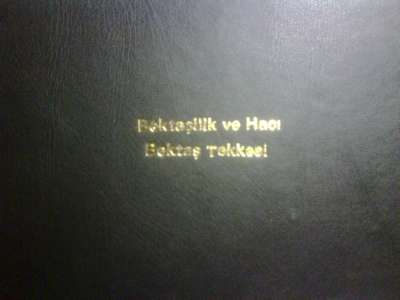 Bektaşilik ve Hacı
Bektaş Tekkesi